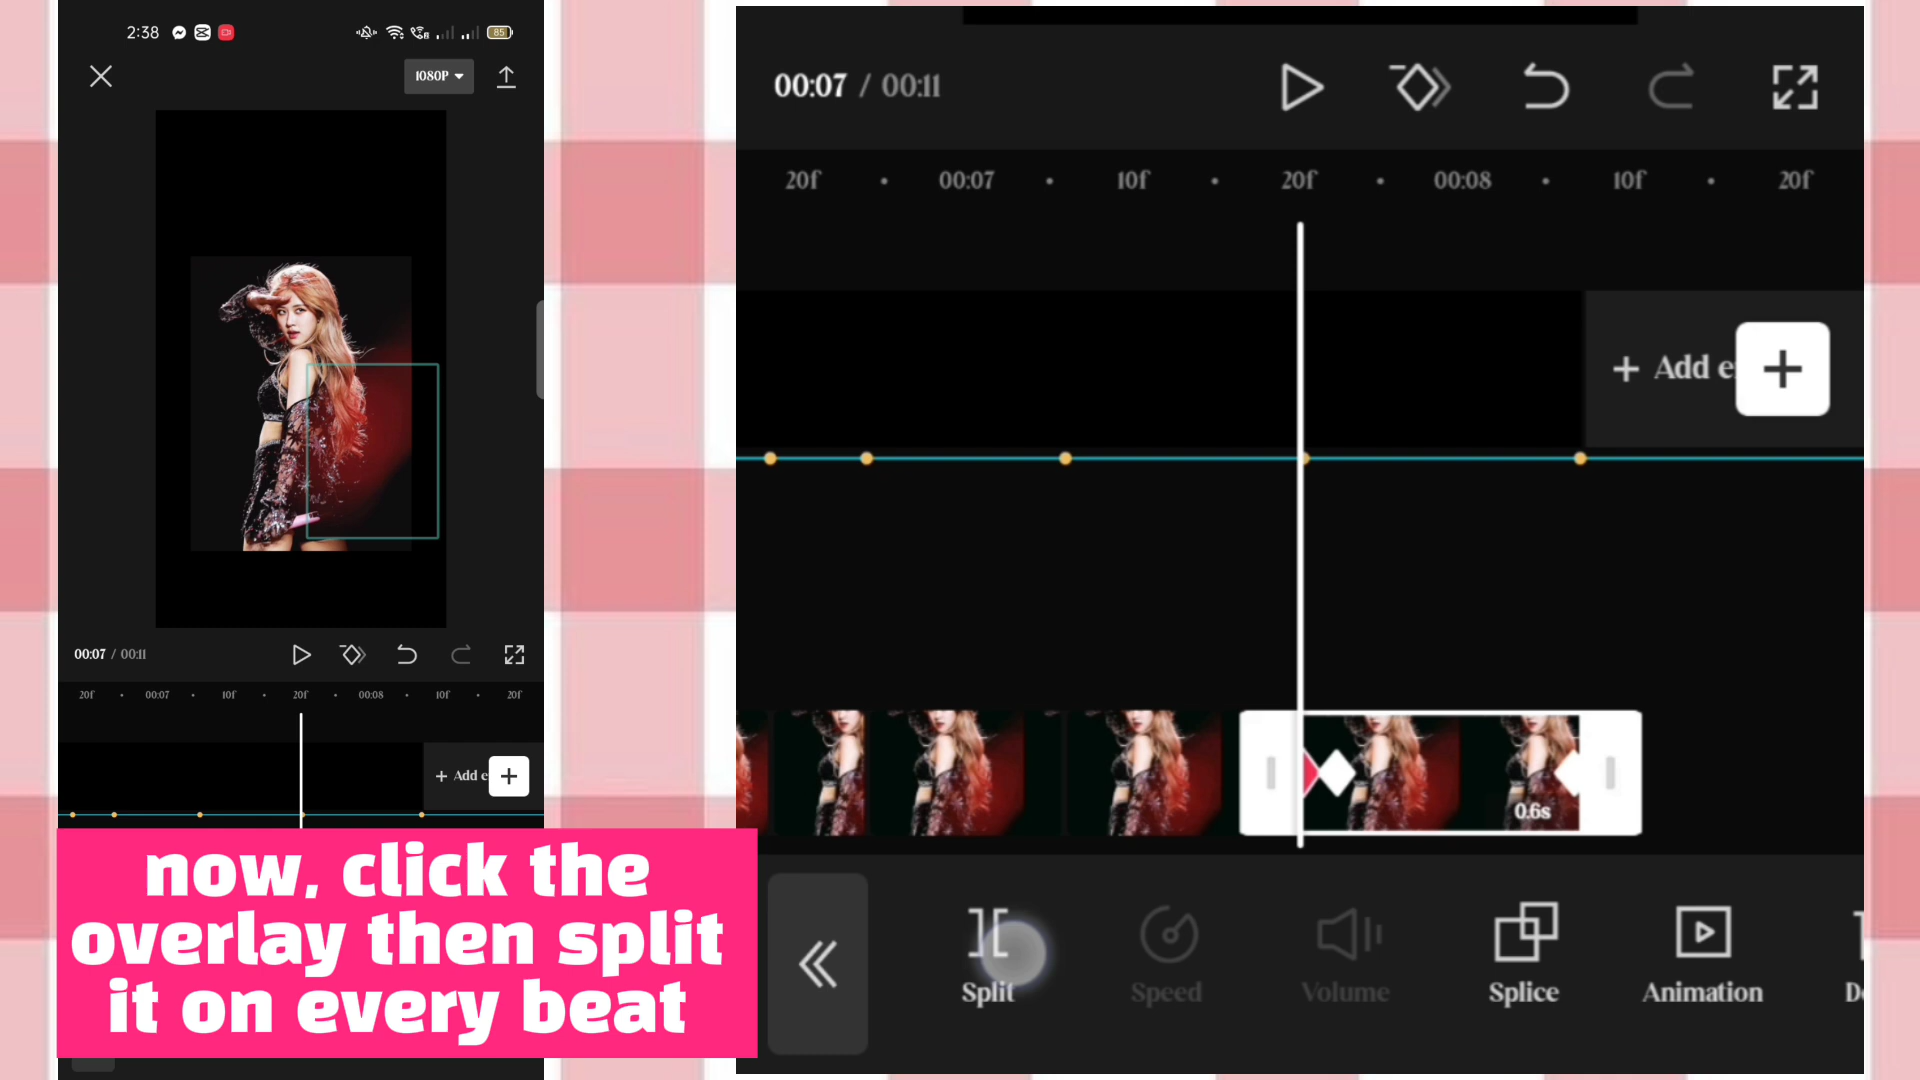 2:38
85
1080P
00:07 / 00:11
20f 00:07 10f 20f 00:08 10f 20f
+ Add e
now, click the
overlay then split
it on every beat
00:07 / 00:11
20f 00:07 10f 20f 00:08 10f 20f
+ Add e
0.6s
Split Speed Volume Splice Animation